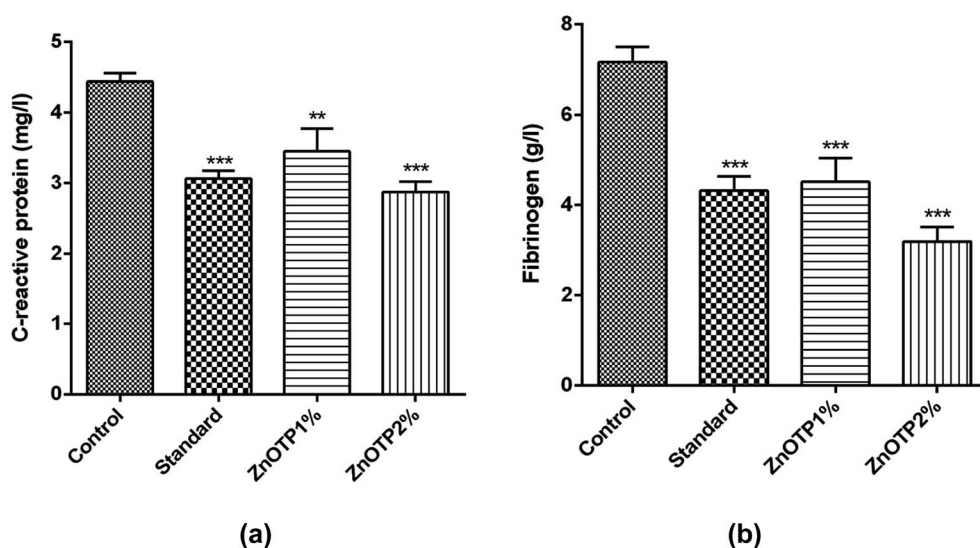 C-reactive protein (mg/l)
5
4
3
2
1
0
***
**
***
Control
Standard
ZnOTP1%
ZnOTP2%
(a)
Fibrinogen (g/l)
8
6
4
2
0
***
***
***
Control
Standard
ZnOTP1%
ZnOTP2%
(b)